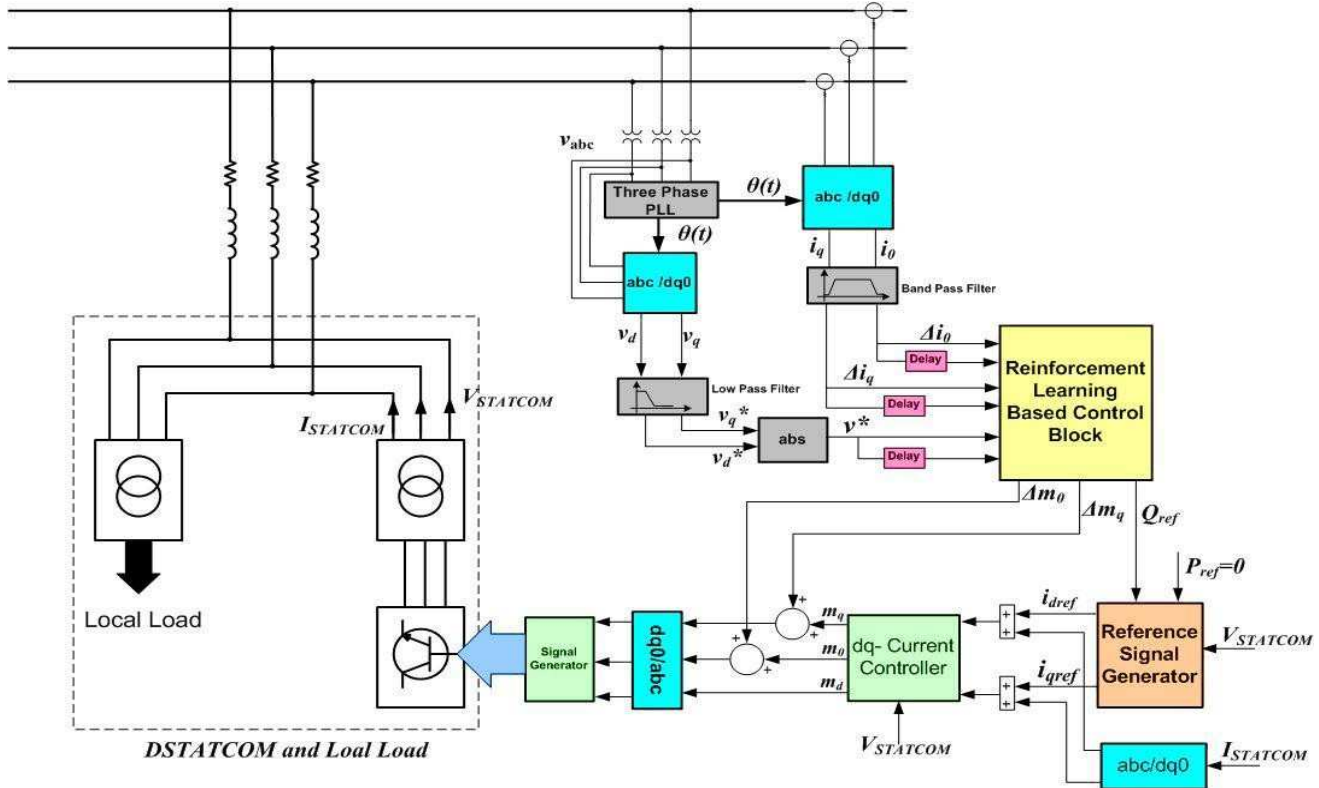 v_abc
Three Phase
PLL
θ(t)
θ(t)
abc /dq0
abc /dq0
i_q
i_0
Band Pass Filter
v_d
v_q
Low Pass Filter
v_q*
v_d*
abs
v*
Δi_0
Delay
Δi_q
Delay
Delay
Reinforcement
Learning
Based Control
Block
Δm_0
Δm_q
Q_ref
P_ref=0
V_STATCOM
I_STATCOM
Local Load
Signal
Generator
dq0/abc
+
+
+
+
m_q
m_0
m_d
dq- Current
Controller
V_STATCOM
+
+
+
+
i_dref
i_qref
Reference
Signal
Generator
V_STATCOM
abc/dq0
I_STATCOM
DSTATCOM and Loal Load